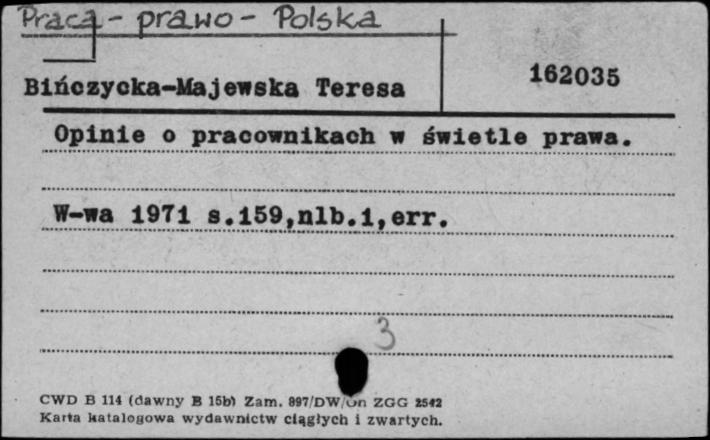 Praca - prawo - Polska
Bińczycka-Majewska Teresa
162035
Opinie o pracownikach w świetle prawa.
W-wa 1971 s.159,nlb.1,err.
3
CWD B 114 (dawny B 15b) Zam. 897/DW/on ZGG 2542
Karta katalogowa wydawnictw ciągłych i zwartych.